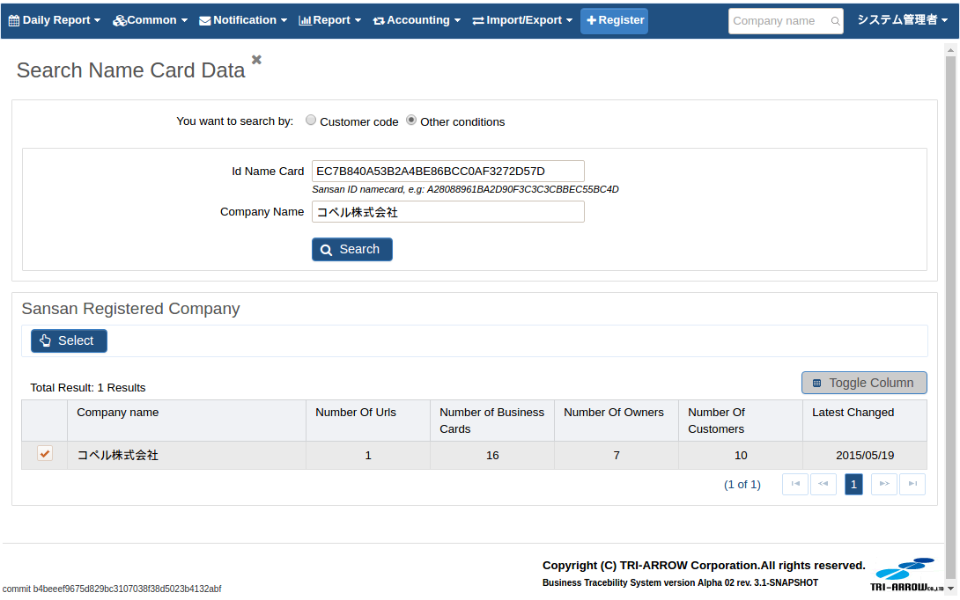 Daily Report Common Notification Report Accounting Import/Export Register Company name システム管理者
Search Name Card Data
You want to search by: Customer code Other conditions
Id Name Card EC7B840A53B2A4BE86BCC0AF3272D57D
Sansan ID namecard, e.g: A28088961BA2D90F3C3C3CBBEC55BC4D
Company Name コベル株式会社
Search
Sansan Registered Company
Select
Total Result: 1 Results
Toggle Column
Company name Number Of Urls Number of Business Cards Number Of Owners Number Of Customers Latest Changed
コベル株式会社 1 16 7 10 2015/05/19
(1 of 1) 1
Copyright (C) TRI-ARROW Corporation.All rights reserved.
Business Tracebility System version Alpha 02 rev. 3.1-SNAPSHOT
TRI-ARROW
commit b4beeef9675d829bc3107038f38d5023b4132abf